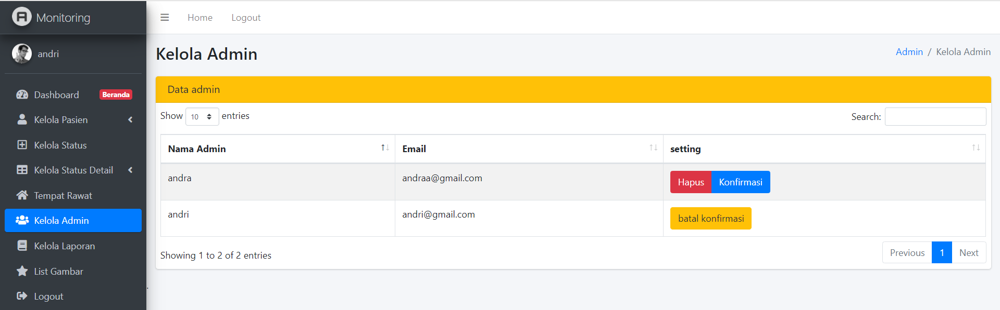 A Monitoring
Home Logout
andri
Kelola Admin
Admin / Kelola Admin
Dashboard Beranda
Kelola Pasien
Kelola Status
Kelola Status Detail
Tempat Rawat
Kelola Admin
Kelola Laporan
List Gambar
Logout
Data admin
Show 10 entries
Search:
Nama Admin Email setting
andra andraa@gmail.com Hapus Konfirmasi
andri andri@gmail.com batal konfirmasi
Showing 1 to 2 of 2 entries
Previous 1 Next
.